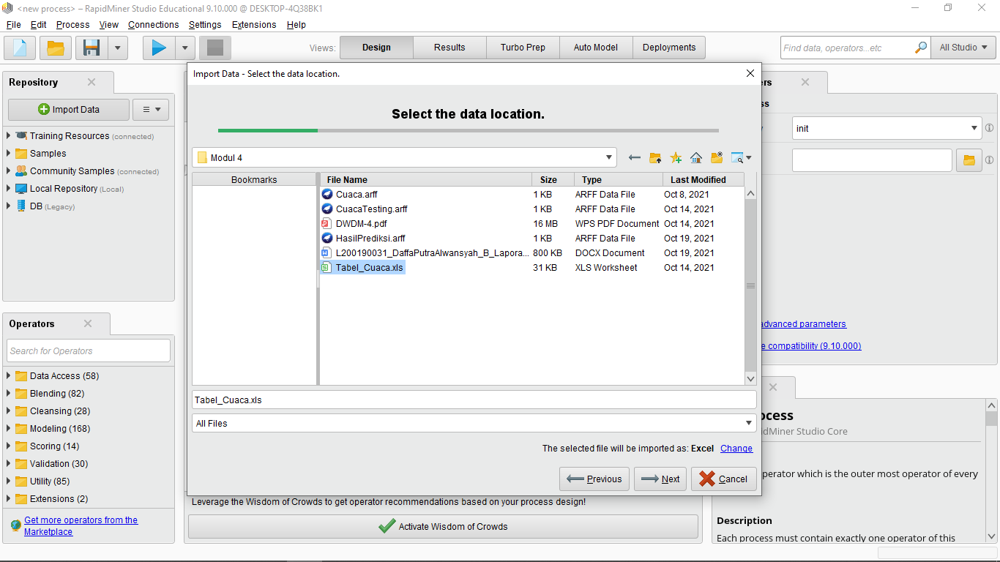 <new process> – RapidMiner Studio Educational 9.10.000 @ DESKTOP-4Q38BK1
File Edit Process View Connections Settings Extensions Help
Views: Design Results Turbo Prep Auto Model Deployments
Find data, operators...etc
All Studio
Repository
Import Data
Training Resources (connected)
Samples
Community Samples (connected)
Local Repository (Local)
DB (Legacy)
Operators
Search for Operators
Data Access (58)
Blending (82)
Cleansing (28)
Modeling (168)
Scoring (14)
Validation (30)
Utility (85)
Extensions (2)
Get more operators from the
Marketplace
Import Data - Select the data location.
Select the data location.
Modul 4
Bookmarks
File Name Size Type Last Modified
Cuaca.arff 1 KB ARFF Data File Oct 8, 2021
CuacaTesting.arff 1 KB ARFF Data File Oct 14, 2021
DWDM-4.pdf 16 MB WPS PDF Document Oct 14, 2021
HasilPrediksi.arff 1 KB ARFF Data File Oct 19, 2021
L200190031_DaffaPutraAlwansyah_B_Lapora... 800 KB DOCX Document Oct 19, 2021
Tabel_Cuaca.xls 31 KB XLS Worksheet Oct 14, 2021
Tabel_Cuaca.xls
All Files
The selected file will be imported as: Excel Change
Previous Next Cancel
Leverage the Wisdom of Crowds to get operator recommendations based on your process design!
Activate Wisdom of Crowds
ers
ss
init
advanced parameters
e compatibility (9.10.000)
ocess
idMiner Studio Core
perator which is the outer most operator of every
Description
Each process must contain exactly one operator of this